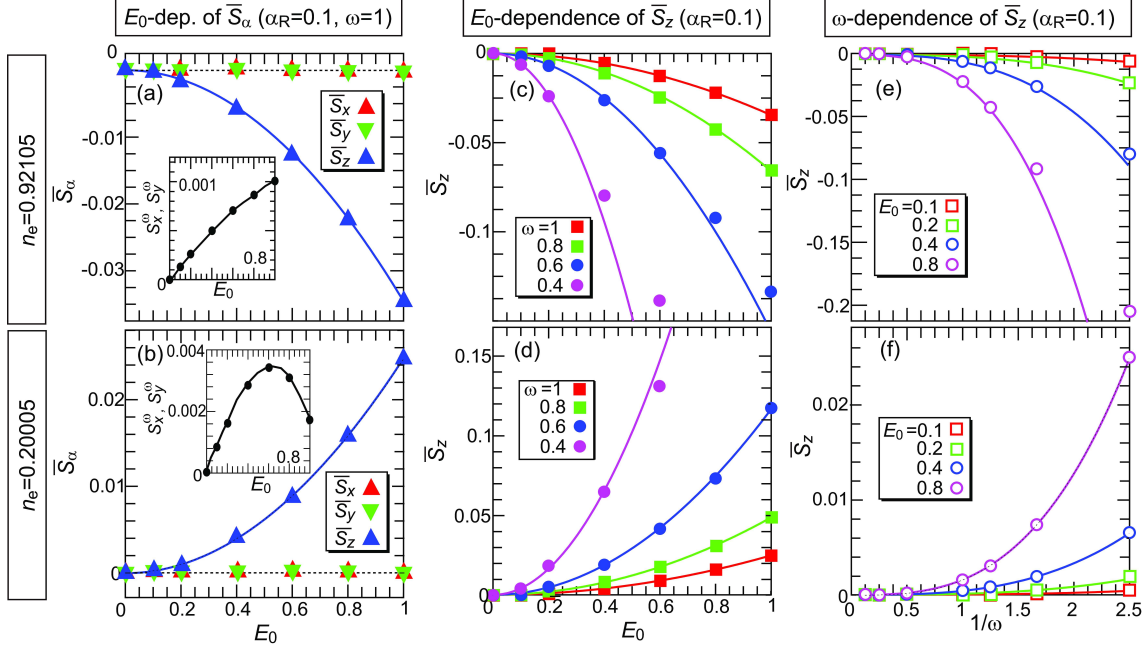 E₀-dep. of S̅α (αR=0.1, ω=1)
E₀-dependence of S̅z (αR=0.1)
ω-dependence of S̅z (αR=0.1)
nₑ=0.92105
nₑ=0.20005
(a)
S̅α
0
-0.01
-0.02
-0.03
S̅x
S̅y
S̅z
Sxω, Syω
0.001
0
0.8
E₀
(c)
S̅z
0
-0.05
-0.1
ω=1
0.8
0.6
0.4
(e)
S̅z
0
-0.05
-0.1
-0.15
-0.2
E₀=0.1
0.2
0.4
0.8
(b)
S̅α
0.02
0.01
0
S̅x
S̅y
S̅z
Sxω, Syω
0.004
0.002
0
0.8
E₀
0 0.2 0.4 0.6 0.8 1
E₀
(d)
S̅z
0.15
0.1
0.05
0
ω=1
0.8
0.6
0.4
0 0.2 0.4 0.6 0.8 1
E₀
(f)
S̅z
0.02
0.01
0
E₀=0.1
0.2
0.4
0.8
0 0.5 1.0 1.5 2 2.5
1/ω